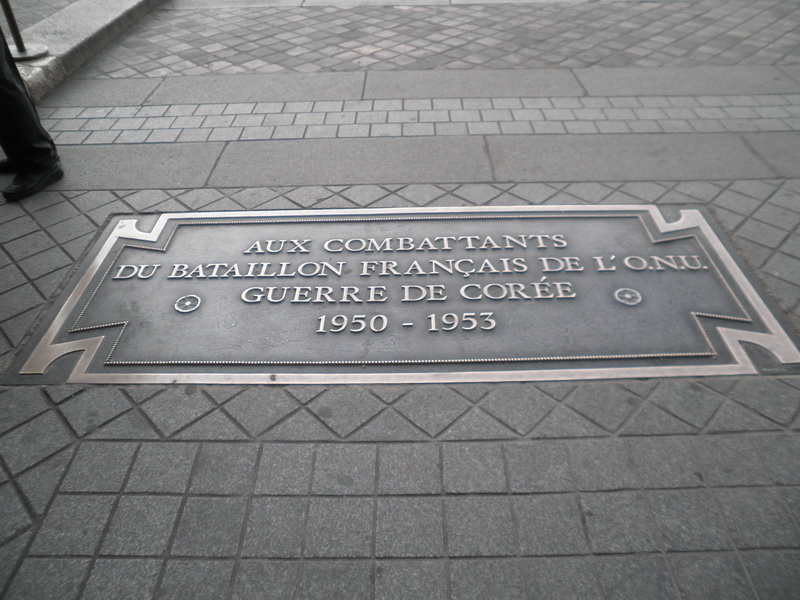 AUX COMBATTANTS
DU BATAILLON FRANÇAIS DE L'O.N.U.
GUERRE DE CORÉE
1950 - 1953